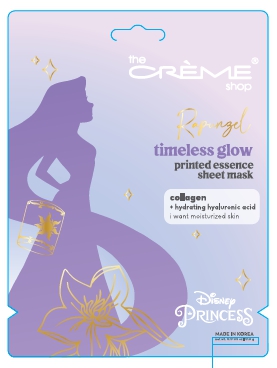 the
CRÈME®
shop
Rapunzel
timeless glow
printed essence
sheet mask
collagen
+ hydrating hyaluronic acid
i want moisturized skin
Disney
PRINCESS
MADE IN KOREA